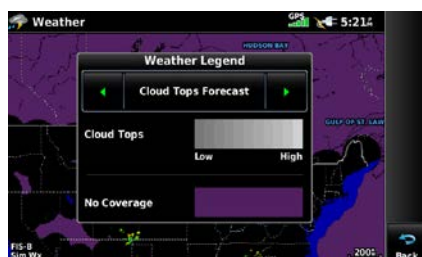 Weather
GPS
5:21
HUDSON BAY
Weather Legend
Cloud Tops Forecast
GULF OF ST. LAW
Cloud Tops
Low High
No Coverage
FIS-B
Sim Wx
200
Back